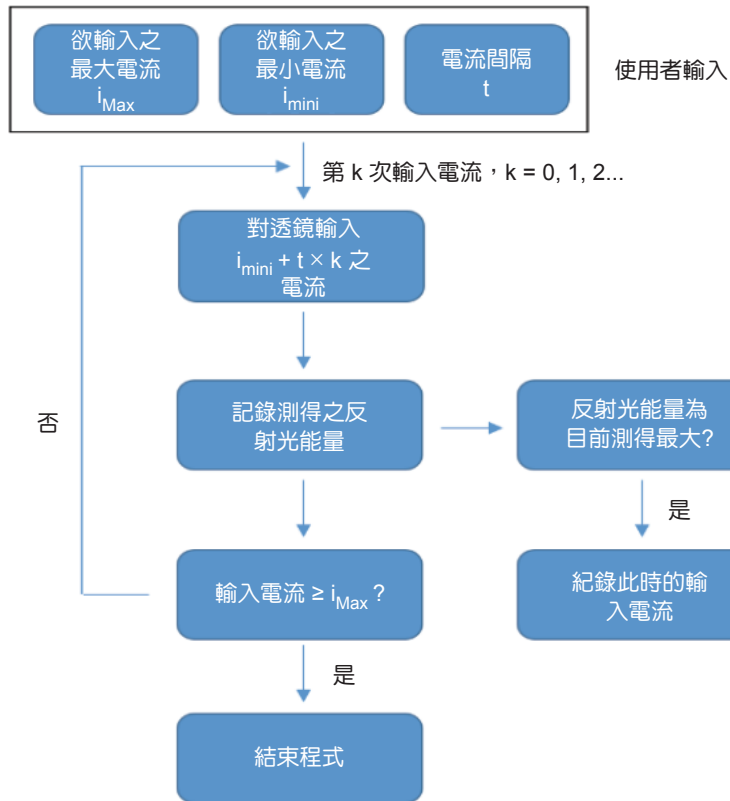 欲輸入之
最大電流
iMax
欲輸入之
最小電流
imini
電流間隔
t
使用者輸入
第 k 次輸入電流，k = 0, 1, 2...
對透鏡輸入
imini + t × k 之
電流
記錄測得之反
射光能量
反射光能量為
目前測得最大?
否
是
輸入電流 ≥ iMax ?
紀錄此時的輸
入電流
是
結束程式